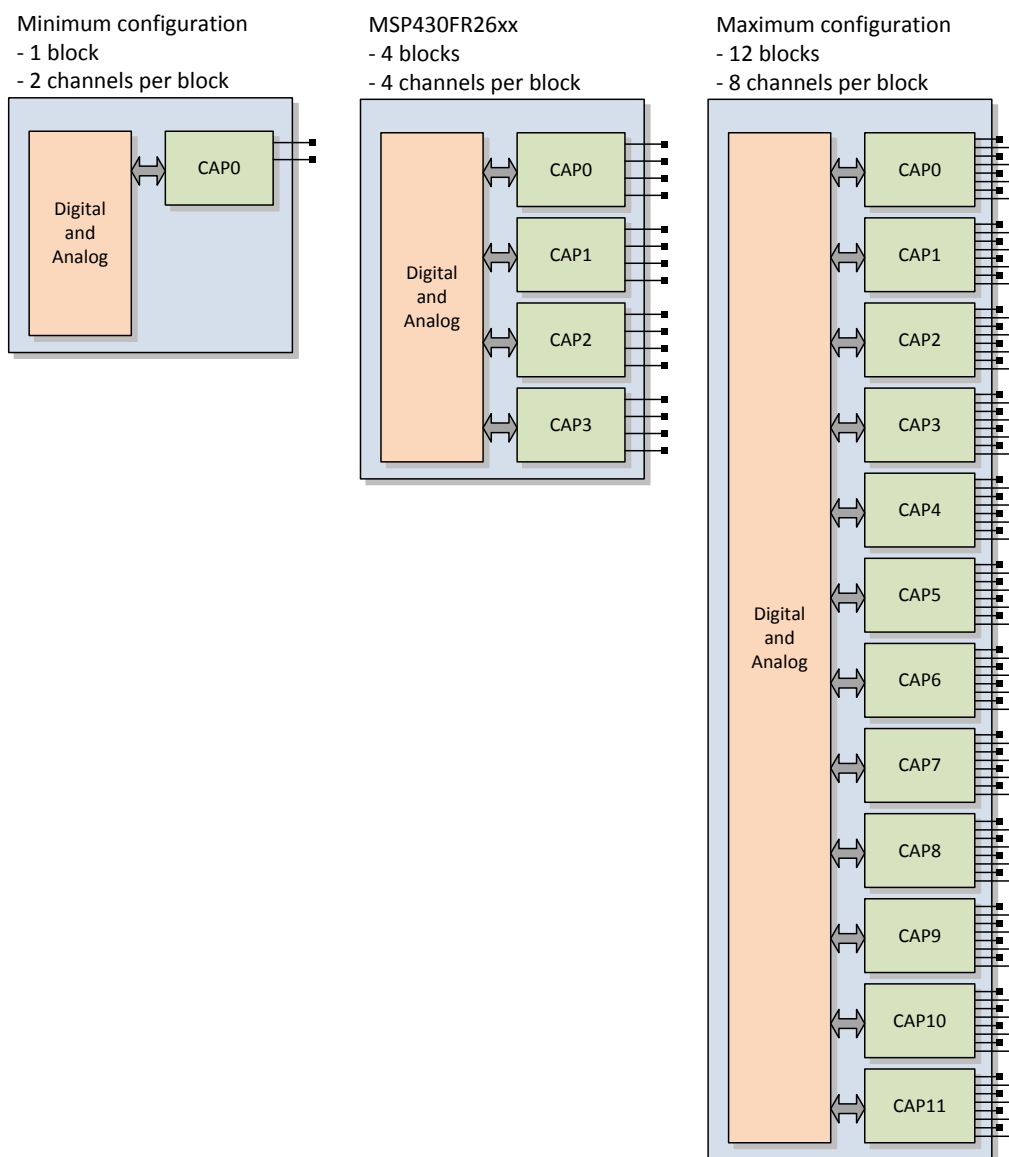 Minimum configuration
- 1 block
- 2 channels per block
Digital
and
Analog
CAP0
MSP430FR26xx
- 4 blocks
- 4 channels per block
Digital
and
Analog
CAP0
CAP1
CAP2
CAP3
Maximum configuration
- 12 blocks
- 8 channels per block
Digital
and
Analog
CAP0
CAP1
CAP2
CAP3
CAP4
CAP5
CAP6
CAP7
CAP8
CAP9
CAP10
CAP11